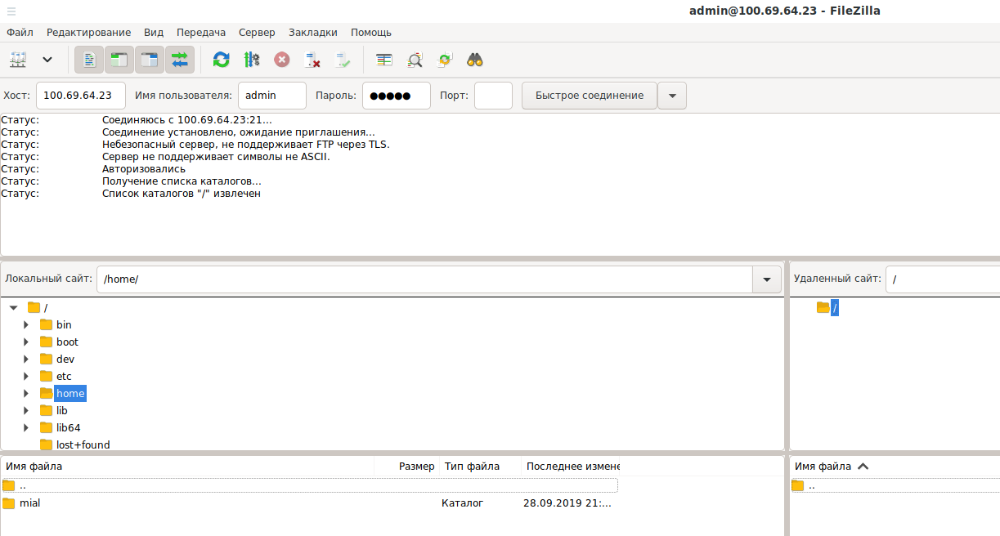 admin@100.69.64.23 - FileZilla
Файл Редактирование Вид Передача Сервер Закладки Помощь
Хост: 100.69.64.23 Имя пользователя: admin Пароль: ●●●●● Порт: Быстрое соединение
Статус: Соединяюсь с 100.69.64.23:21...
Статус: Соединение установлено, ожидание приглашения...
Статус: Небезопасный сервер, не поддерживает FTP через TLS.
Статус: Сервер не поддерживает символы не ASCII.
Статус: Авторизовались
Статус: Получение списка каталогов...
Статус: Список каталогов "/" извлечен
Локальный сайт: /home/
/
bin
boot
dev
etc
home
lib
lib64
lost+found
Имя файла Размер Тип файла Последнее измене
..
mial Каталог 28.09.2019 21:...
Удаленный сайт: /
/
Имя файла
..